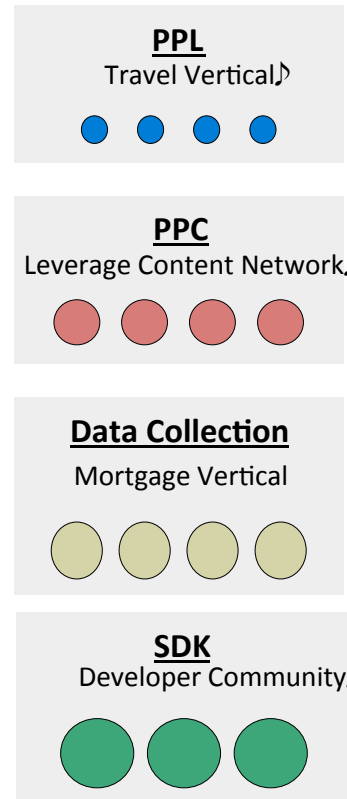 PPL
Travel Vertical♪
PPC
Leverage Content Network
Data Collection
Mortgage Vertical
SDK
Developer Community